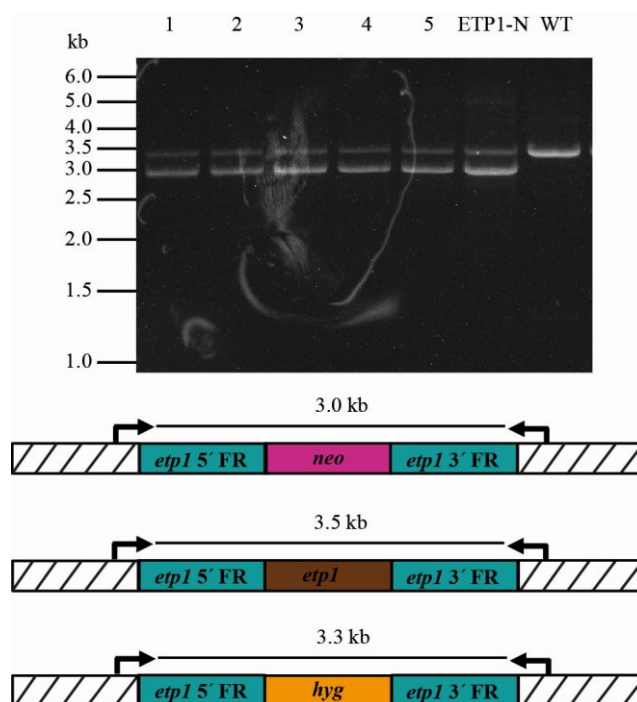 1 2 3 4 5 ETP1-N WT
kb
6.0
5.0
4.0
3.5
3.0
2.5
2.0
1.5
1.0
3.0 kb
etp1 5´ FR neo etp1 3´ FR
3.5 kb
etp1 5´ FR etp1 etp1 3´ FR
3.3 kb
etp1 5´ FR hyg etp1 3´ FR